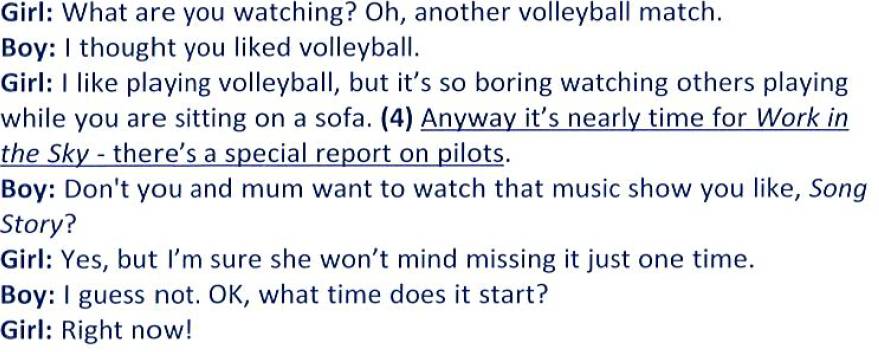 Girl: What are you watching? Oh, another volleyball match.
Boy: I thought you liked volleyball.
Girl: I like playing volleyball, but it's so boring watching others playing
while you are sitting on a sofa. (4) Anyway it's nearly time for Work in
the Sky - there's a special report on pilots.
Boy: Don't you and mum want to watch that music show you like, Song
Story?
Girl: Yes, but I'm sure she won't mind missing it just one time.
Boy: I guess not. OK, what time does it start?
Girl: Right now!